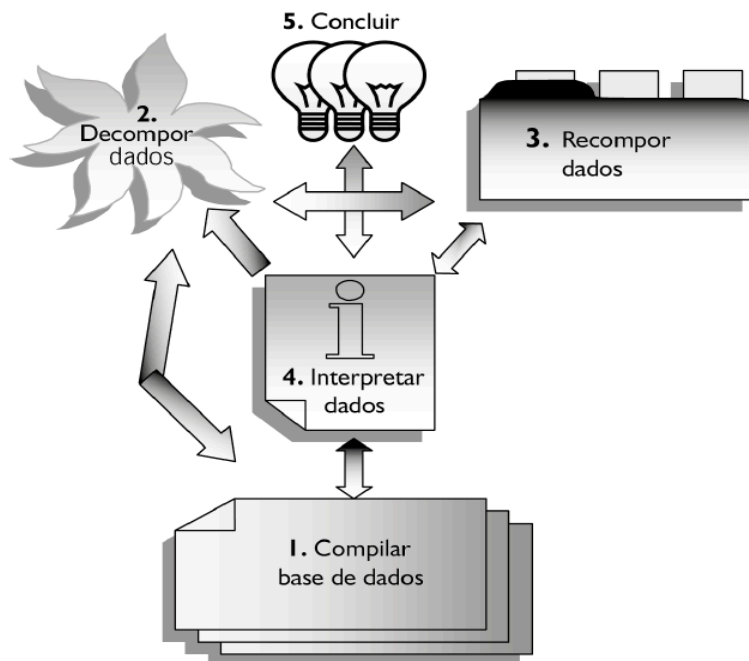 5. Concluir
2.
Decompor
dados
3. Recompor
dados
i
4. Interpretar
dados
1. Compilar
base de dados